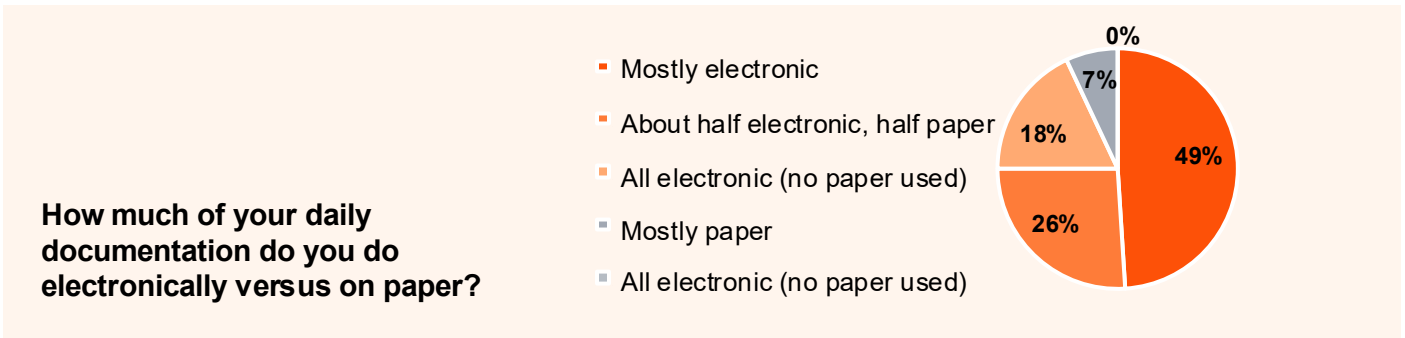 How much of your daily
documentation do you do
electronically versus on paper?
Mostly electronic
About half electronic, half paper
All electronic (no paper used)
Mostly paper
All electronic (no paper used)
0%
7%
18%
49%
26%